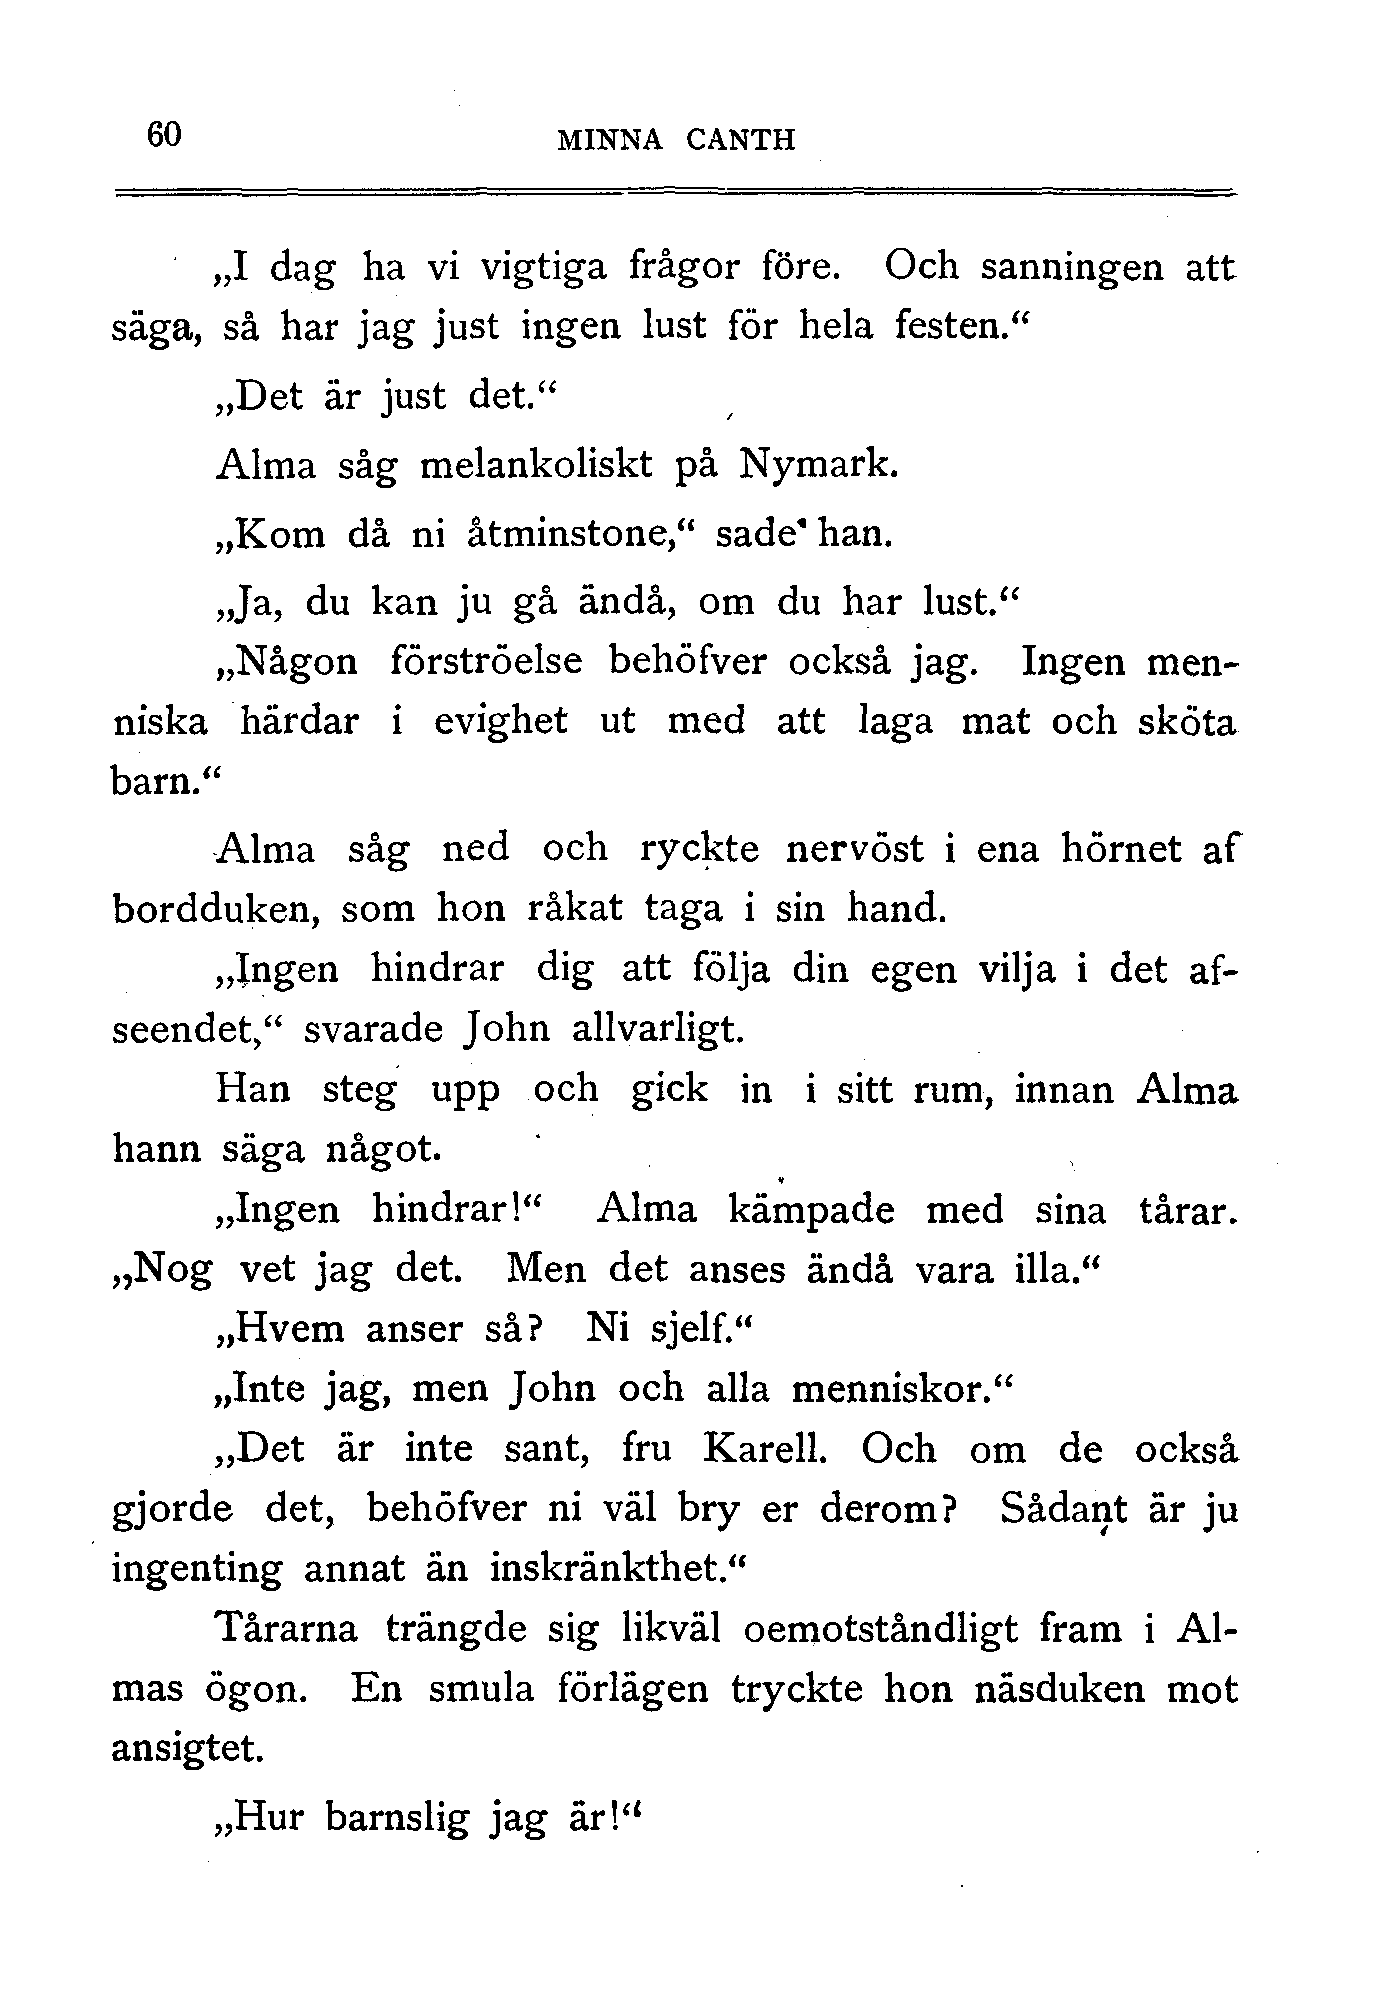 60
MINNA CANTH
„I dag ha vi vigtiga frågor före. Och sanningen att
säga, så har jag just ingen lust för hela festen.“
„Det är just det.“
Alma såg melankoliskt på Nymark.
„Kom då ni åtminstone,“ sade han.
„Ja, du kan ju gå ändå, om du har lust.“
„Någon förströelse behöfver också jag. Ingen men-
niska härdar i evighet ut med att laga mat och sköta
barn.“
Alma såg ned och ryckte nervöst i ena hörnet af
bordduken, som hon råkat taga i sin hand.
„Ingen hindrar dig att följa din egen vilja i det af-
seendet,“ svarade John allvarligt.
Han steg upp och gick in i sitt rum, innan Alma
hann säga något.
„Ingen hindrar!“ Alma kämpade med sina tårar.
„Nog vet jag det. Men det anses ändå vara illa.“
„Hvem anser så? Ni sjelf.“
„Inte jag, men John och alla menniskor.“
„Det är inte sant, fru Karell. Och om de också
gjorde det, behöfver ni väl bry er derom? Sådant är ju
ingenting annat än inskränkthet.“
Tårarna trängde sig likväl oemotståndligt fram i Al-
mas ögon. En smula förlägen tryckte hon näsduken mot
ansigtet.
„Hur barnslig jag är!“